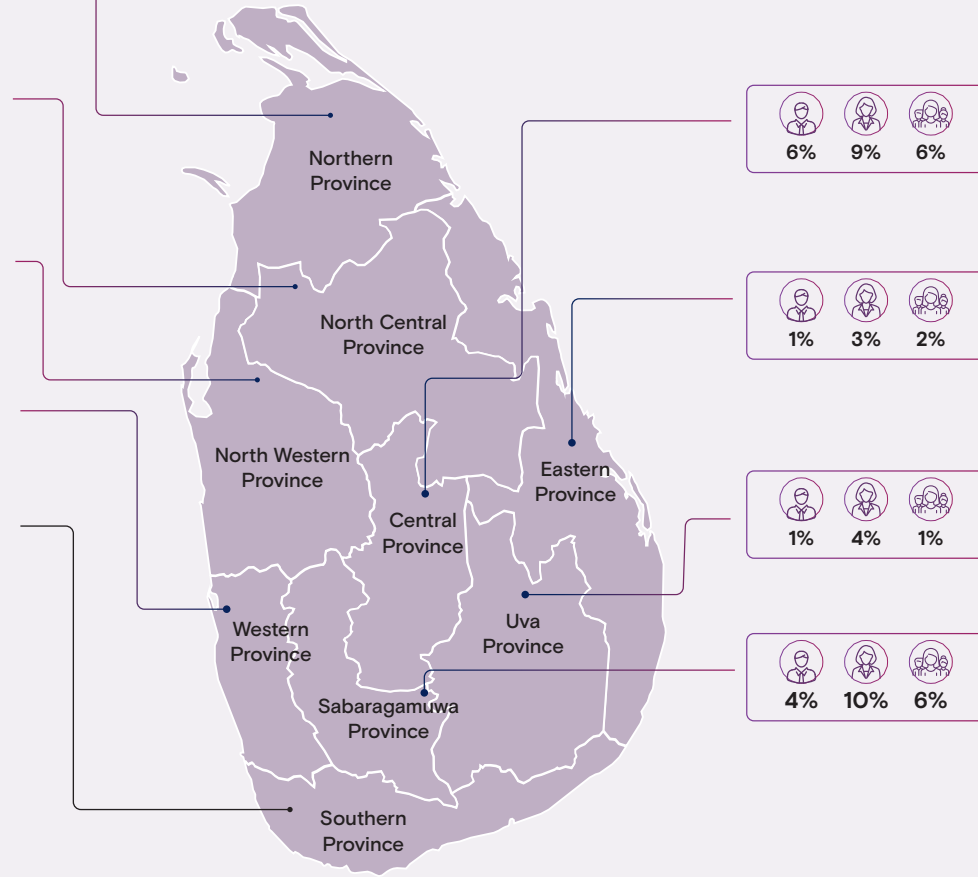 6% 9% 6%
Northern
Province
1% 3% 2%
North Central
Province
North Western
Province
Eastern
Province
1% 4% 1%
Central
Province
Uva
Province
Western
Province
4% 10% 6%
Sabaragamuwa
Province
Southern
Province